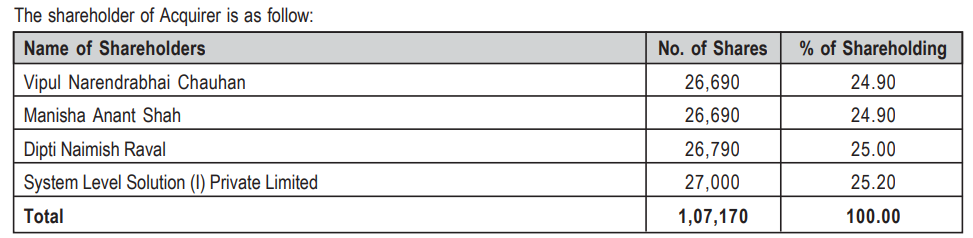 The shareholder of Acquirer is as follow:
Name of Shareholders No. of Shares % of Shareholding
Vipul Narendrabhai Chauhan 26,690 24.90
Manisha Anant Shah 26,690 24.90
Dipti Naimish Raval 26,790 25.00
System Level Solution (I) Private Limited 27,000 25.20
Total 1,07,170 100.00